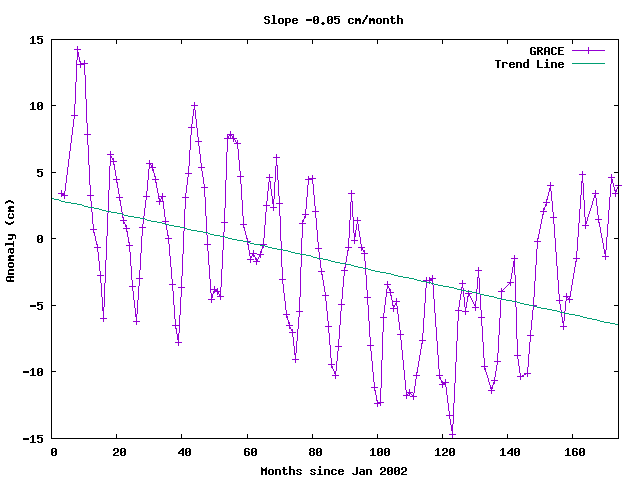 Slope -0.05 cm/month
GRACE
Trend Line
15
10
5
0
-5
-10
-15
Anomaly (cm)
0 20 40 60 80 100 120 140 160
Months since Jan 2002